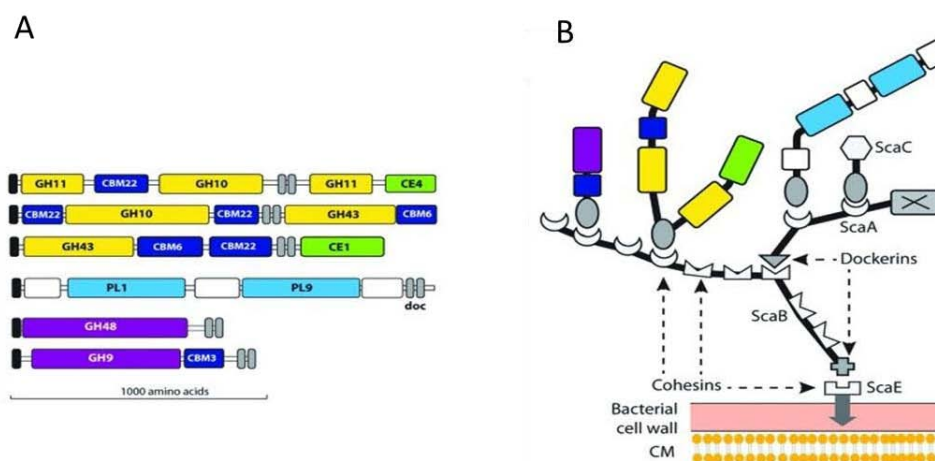 A
GH11 CBM22 GH10 GH11 CE4
CBM22 GH10 CBM22 GH43 CBM6
GH43 CBM6 CBM22 CE1
PL1 PL9
doc
GH48
GH9 CBM3
1000 amino acids
B
ScaC
ScaA
Dockerins
ScaB
Cohesins
ScaE
Bacterial
cell wall
CM